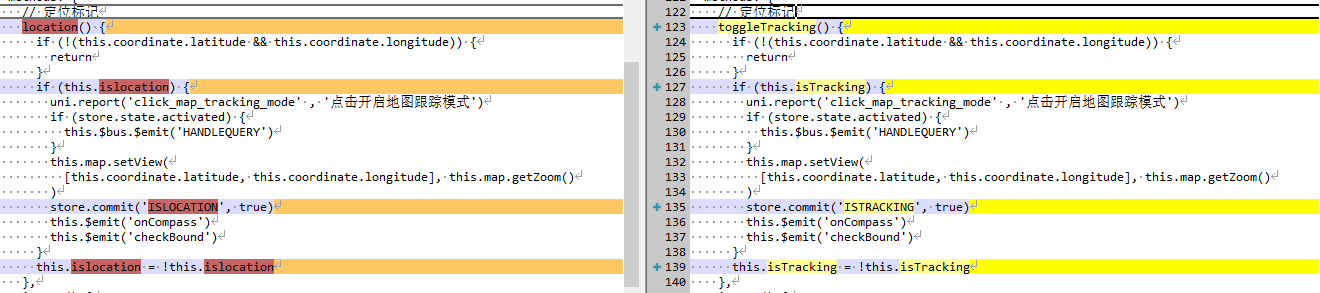 // 定位标记
location() {
if (!(this.coordinate.latitude && this.coordinate.longitude)) {
return
}
if (this.islocation) {
uni.report('click_map_tracking_mode' , '点击开启地图跟踪模式')
if (store.state.activated) {
this.$bus.$emit('HANDLEQUERY')
}
this.map.setView(
[this.coordinate.latitude, this.coordinate.longitude], this.map.getZoom()
)
store.commit('ISLOCATION', true)
this.$emit('onCompass')
this.$emit('checkBound')
}
this.islocation = !this.islocation
},
122 // 定位标记
123 toggleTracking() {
124 if (!(this.coordinate.latitude && this.coordinate.longitude)) {
125 return
126 }
127 if (this.isTracking) {
128 uni.report('click_map_tracking_mode' , '点击开启地图跟踪模式')
129 if (store.state.activated) {
130 this.$bus.$emit('HANDLEQUERY')
131 }
132 this.map.setView(
133 [this.coordinate.latitude, this.coordinate.longitude], this.map.getZoom()
134 )
135 store.commit('ISTRACKING', true)
136 this.$emit('onCompass')
137 this.$emit('checkBound')
138 }
139 this.isTracking = !this.isTracking
140 },